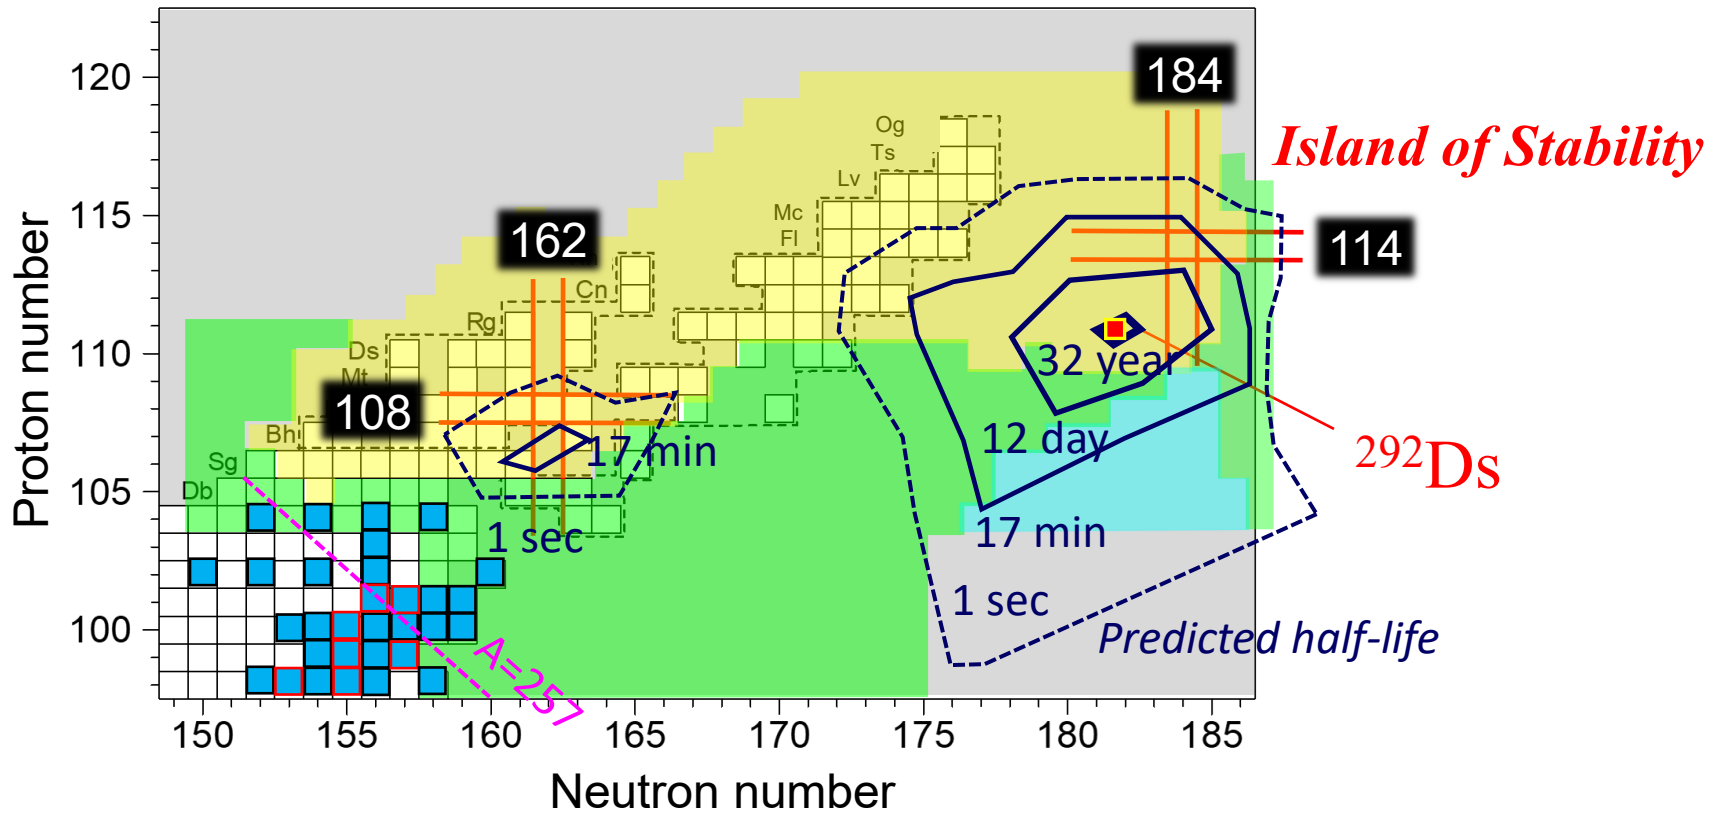 120
115
110
105
100
Proton number
150
155
160
165
170
175
180
185
Neutron number
184
Island of Stability
114
162
108
Og
Ts
Lv
Mc
Fl
Cn
Rg
Ds
Mt
Bh
Sg
Db
32 year
12 day
17 min
1 sec
17 min
1 sec
²⁹²Ds
Predicted half-life
A=257